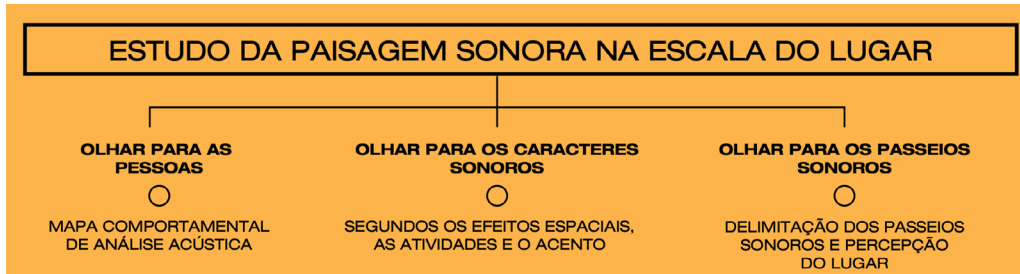 ESTUDO DA PAISAGEM SONORA NA ESCALA DO LUGAR
OLHAR PARA AS
PESSOAS
MAPA COMPORTAMENTAL
DE ANÁLISE ACÚSTICA
OLHAR PARA OS CARACTERES
SONOROS
SEGUNDOS OS EFEITOS ESPACIAIS,
AS ATIVIDADES E O ACENTO
OLHAR PARA OS PASSEIOS
SONOROS
DELIMITAÇÃO DOS PASSEIOS
SONOROS E PERCEPÇÃO
DO LUGAR